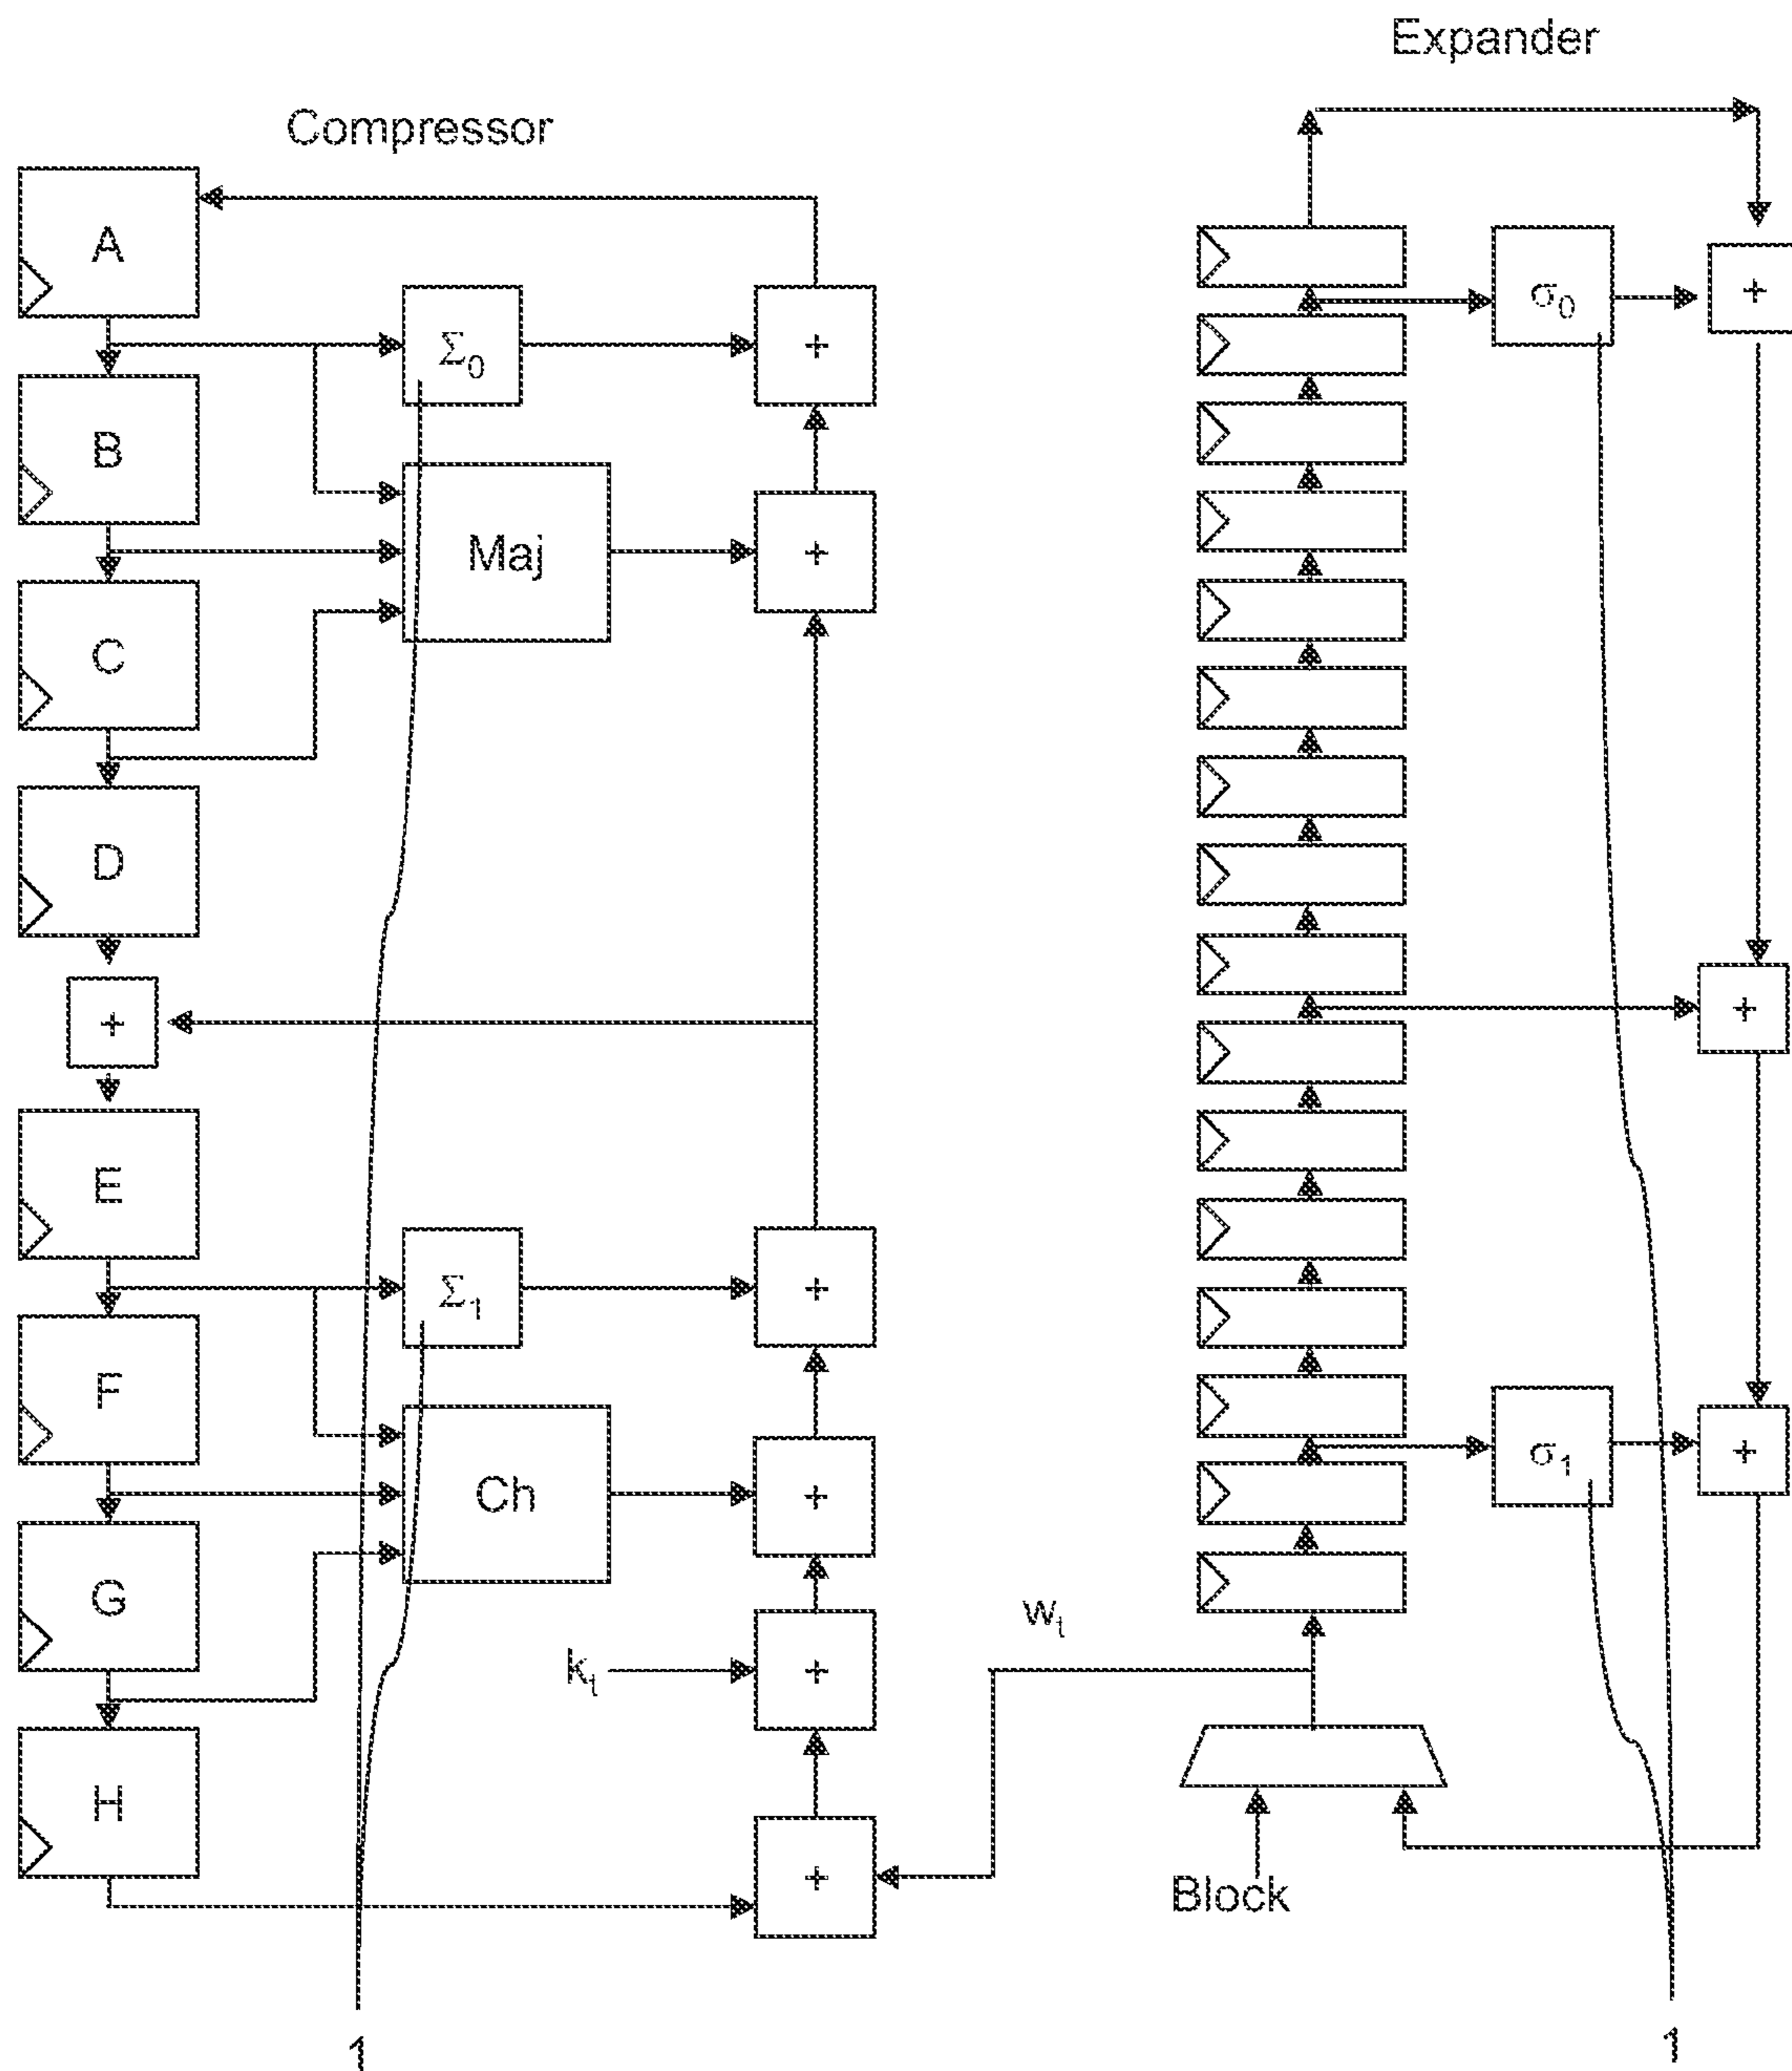 Expander
Compressor
A
Σ₀
+
σ₀
+
B
Maj
+
C
D
+
+
E
Σ₁
+
F
σ₁
+
Ch
+
G
wₜ
kₜ
+
H
+
Block
1
1